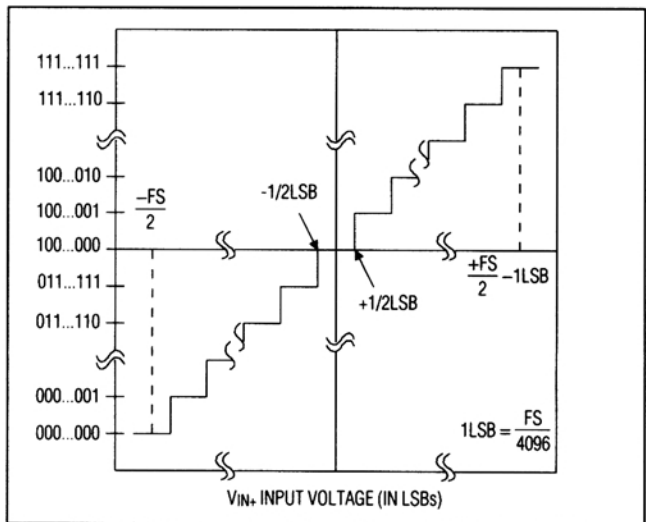 111...111
111...110
100...010
-FS
2
-1/2LSB
100...001
100...000
+FS
2
-1LSB
011...111
+1/2LSB
011...110
000...001
1LSB = FS
4096
000...000
VIN+ INPUT VOLTAGE (IN LSBs)